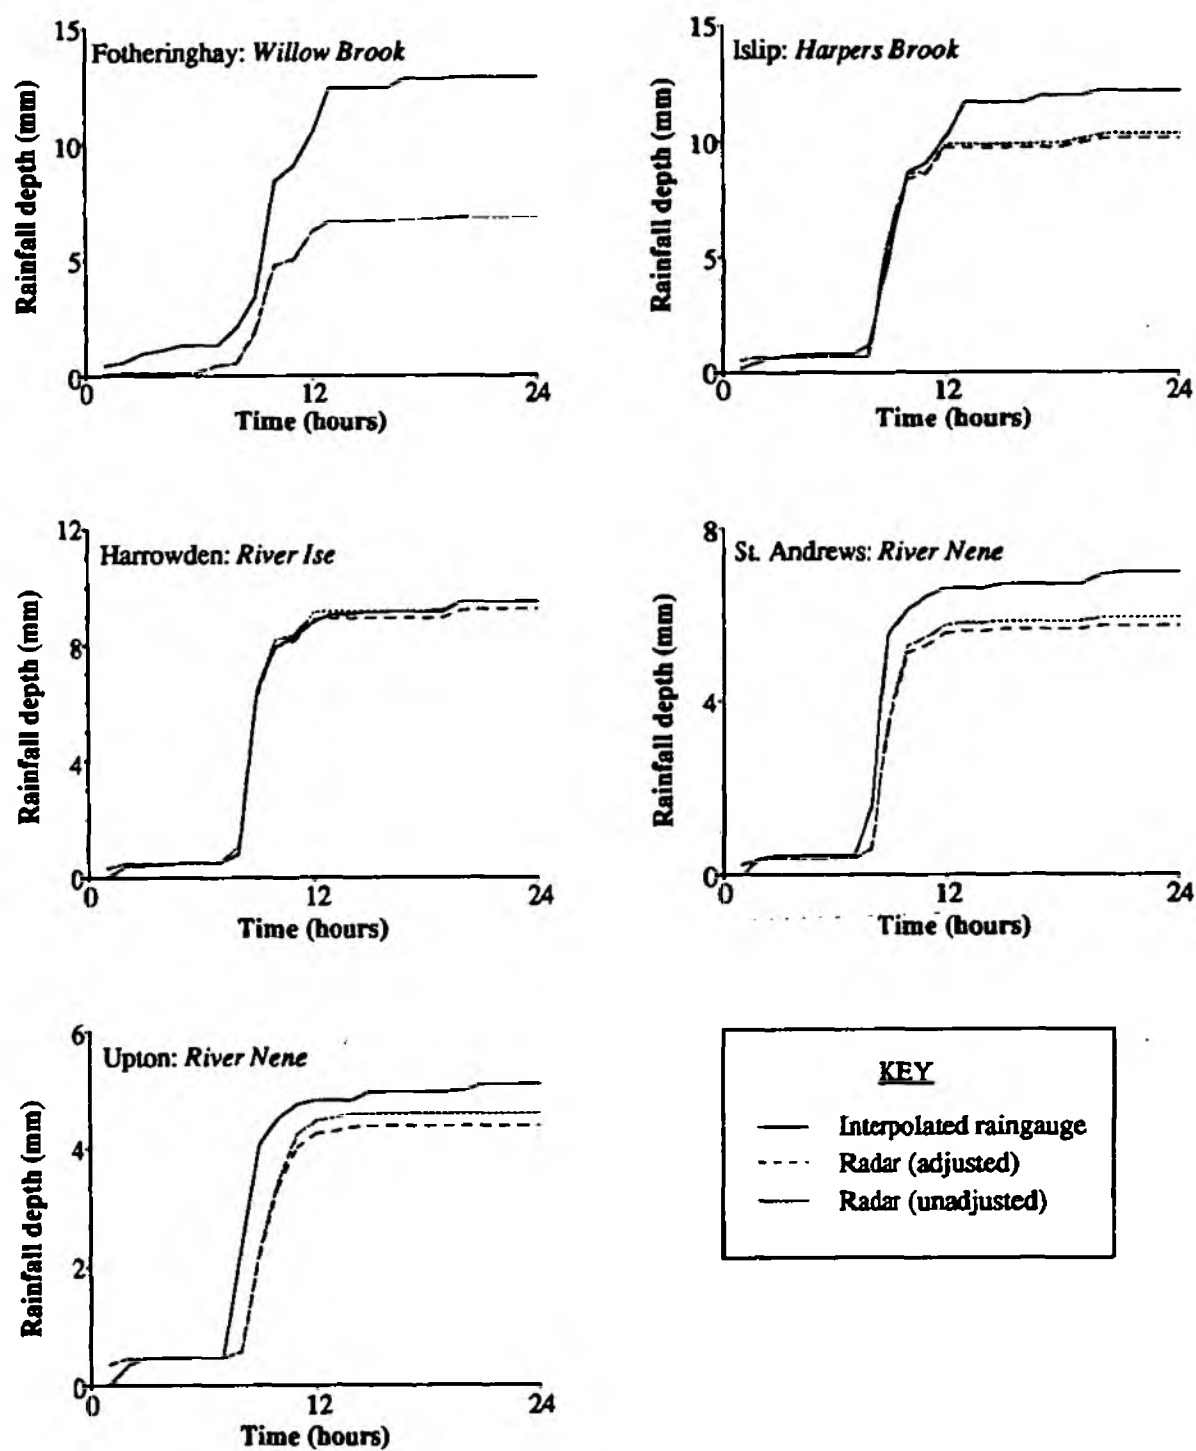 Fotheringhay: Willow Brook
15
10
5
0
Rainfall depth (mm)
0 12 24
Time (hours)
Islip: Harpers Brook
15
10
5
0
Rainfall depth (mm)
0 12 24
Time (hours)
Harrowden: River Ise
12
8
4
0
Rainfall depth (mm)
0 12 24
Time (hours)
St. Andrews: River Nene
8
4
0
Rainfall depth (mm)
0 12 24
Time (hours)
Upton: River Nene
6
4
2
0
Rainfall depth (mm)
0 12 24
Time (hours)
KEY
Interpolated raingauge
Radar (adjusted)
Radar (unadjusted)